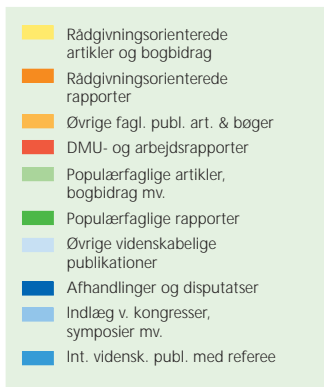 Rådgivningsorienterede
artikler og bogbidrag
Rådgivningsorienterede
rapporter
Øvrige fagl. publ. art. & bøger
DMU- og arbejdsrapporter
Populærfaglige artikler,
bogbidrag mv.
Populærfaglige rapporter
Øvrige videnskabelige
publikationer
Afhandlinger og disputatser
Indlæg v. kongresser,
symposier mv.
Int. vidensk. publ. med referee